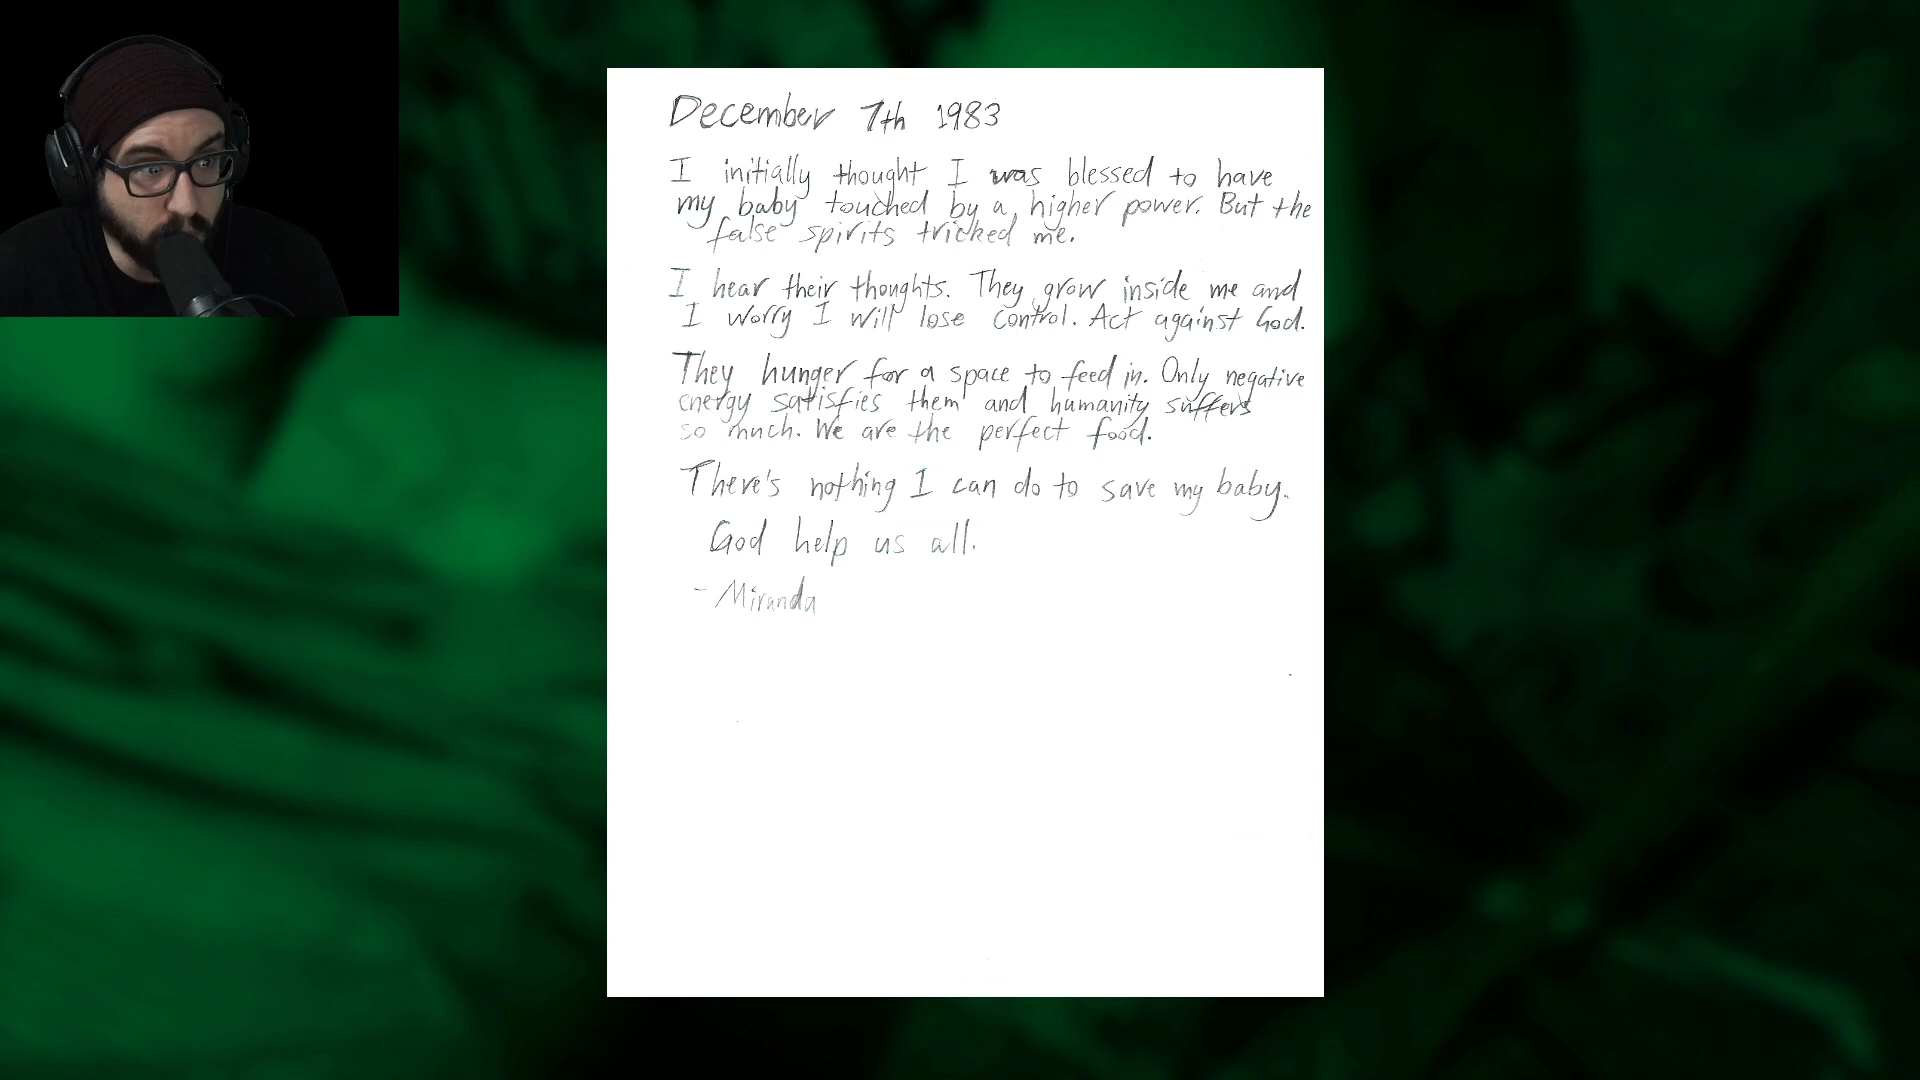 December 7th 1983
I initially thought I was blessed to have
my baby touched by a higher power. But the
false spirits tricked me.
I hear their thoughts. They grow inside me and
I worry I will lose control. Act against God.
They hunger for a space to feed in. Only negative
energy satisfies them and humanity suffers
so much. We are the perfect food.
There's nothing I can do to save my baby.
God help us all.
- Miranda